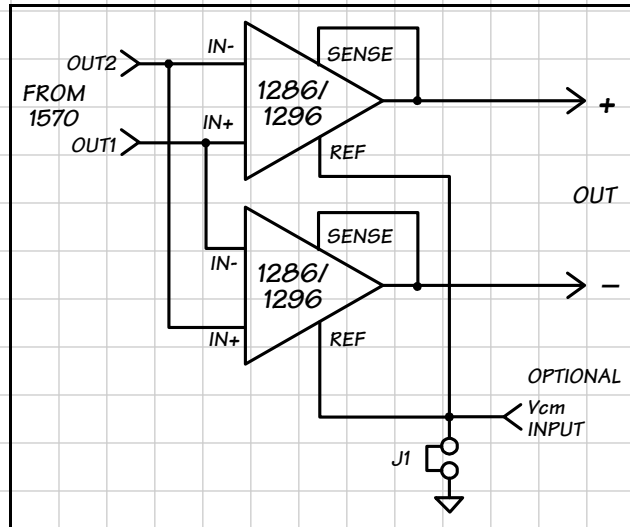 OUT2
FROM
1570
OUT1
IN-
IN+
1286/
1296
SENSE
REF
+
OUT
IN-
IN+
1286/
1296
SENSE
REF
−
OPTIONAL
Vcm
INPUT
J1